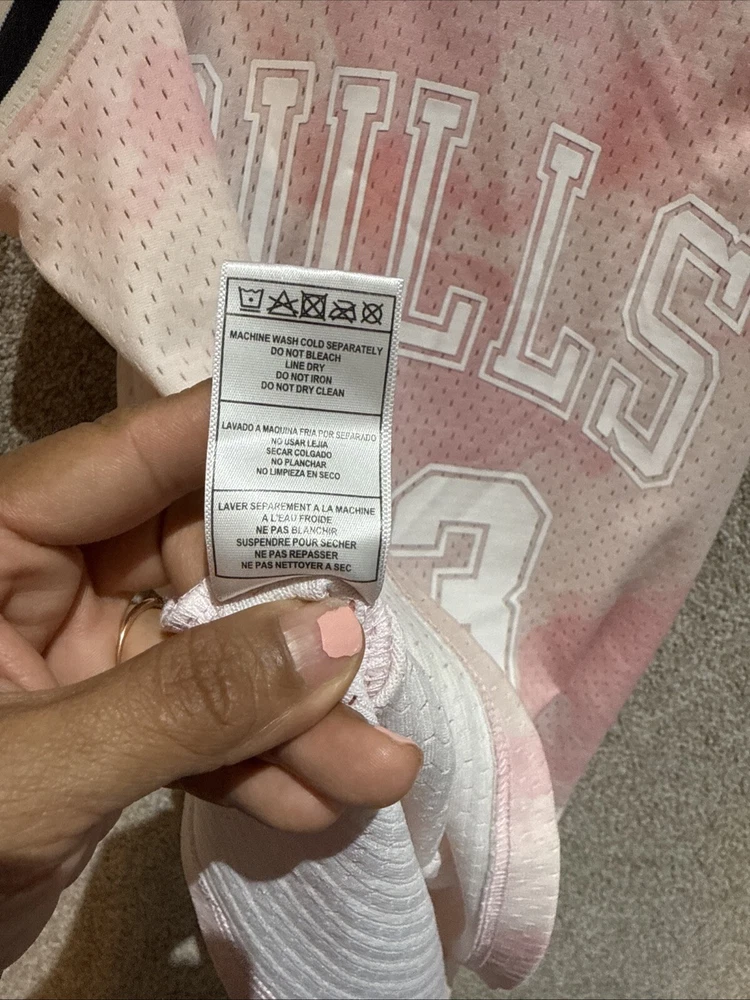 BULLS
3
MACHINE WASH COLD SEPARATELY
DO NOT BLEACH
LINE DRY
DO NOT IRON
DO NOT DRY CLEAN
LAVADO A MAQUINA FRIA POR SEPARADO
NO USAR LEJIA
SECAR COLGADO
NO PLANCHAR
NO LIMPIEZA EN SECO
LAVER SEPAREMENT A LA MACHINE
A L'EAU FROIDE
NE PAS BLANCHIR
SUSPENDRE POUR SECHER
NE PAS REPASSER
NE PAS NETTOYER A SEC